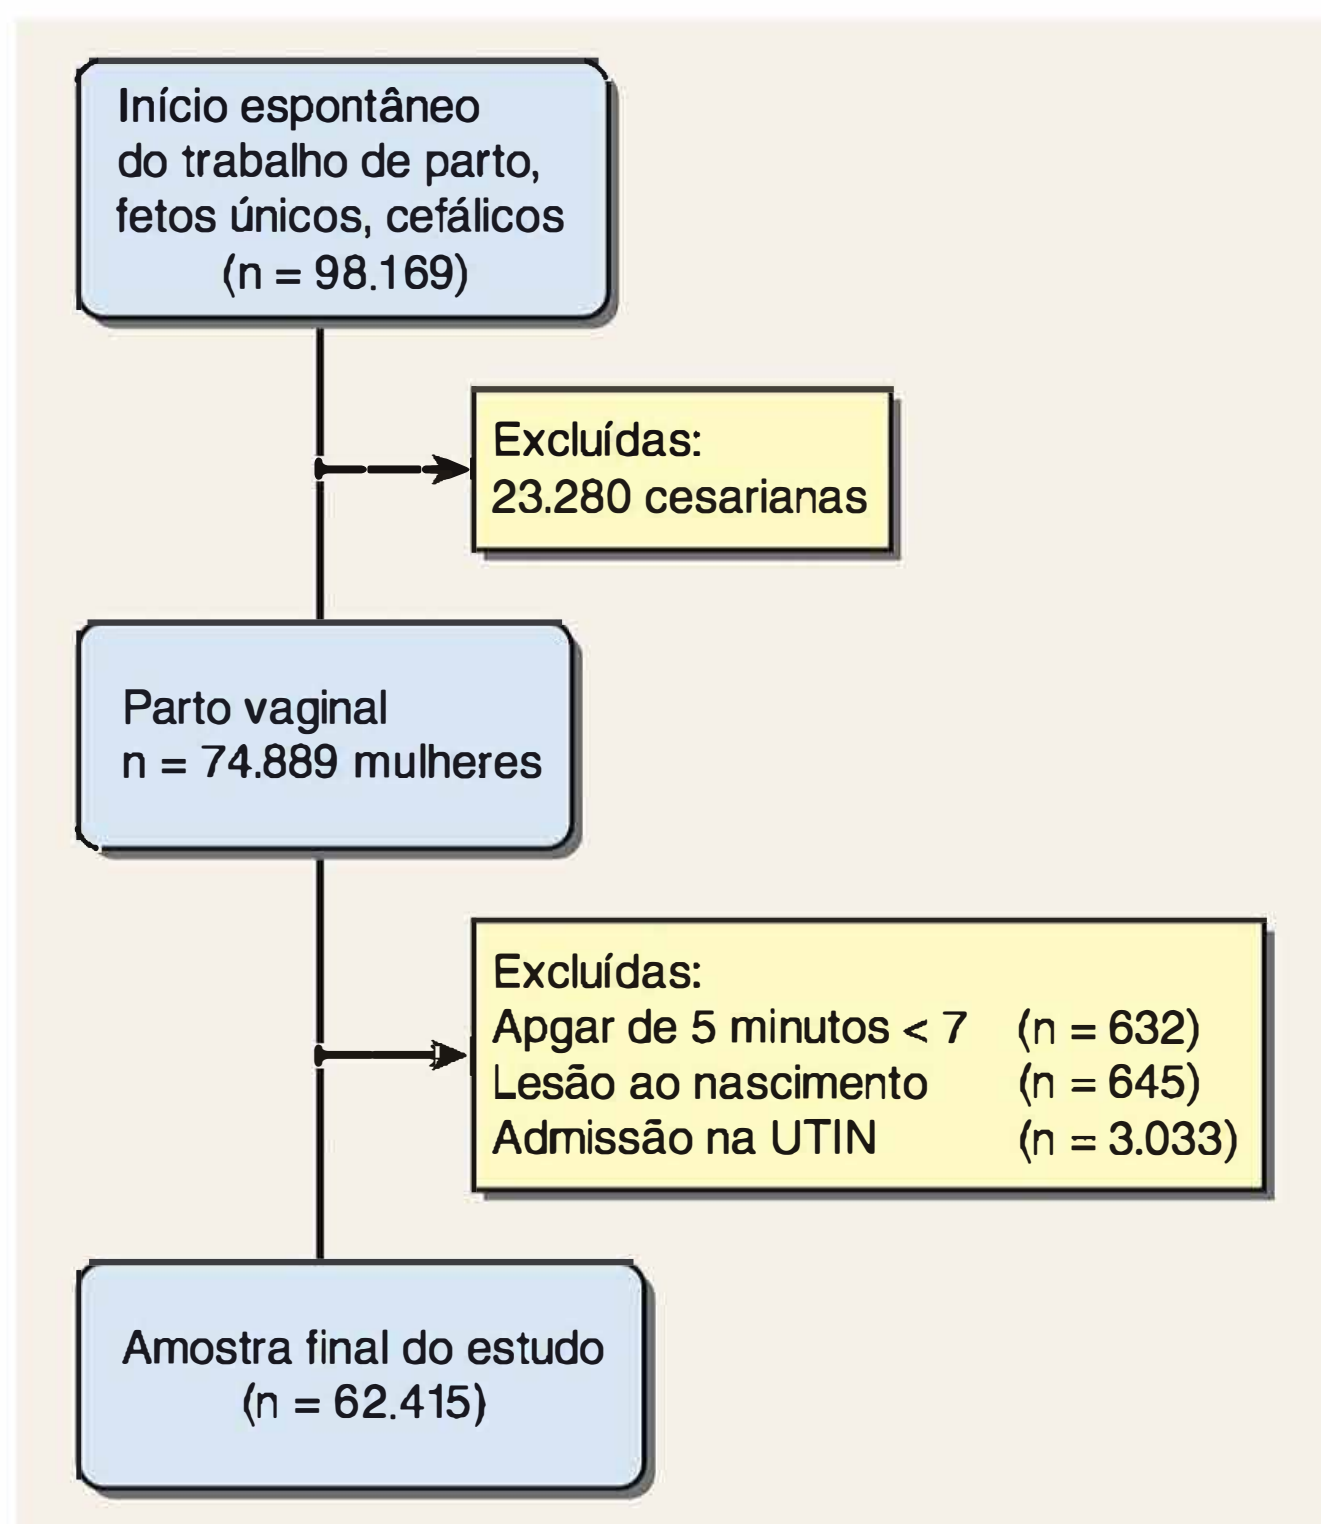 Início espontâneo
do trabalho de parto,
fetos únicos, cefálicos
(n = 98.169)
Excluídas:
23.280 cesarianas
Parto vaginal
n = 74.889 mulheres
Excluídas:
Apgar de 5 minutos < 7 (n = 632)
Lesão ao nascimento (n = 645)
Admissão na UTIN (n = 3.033)
Amostra final do estudo
(n = 62.415)